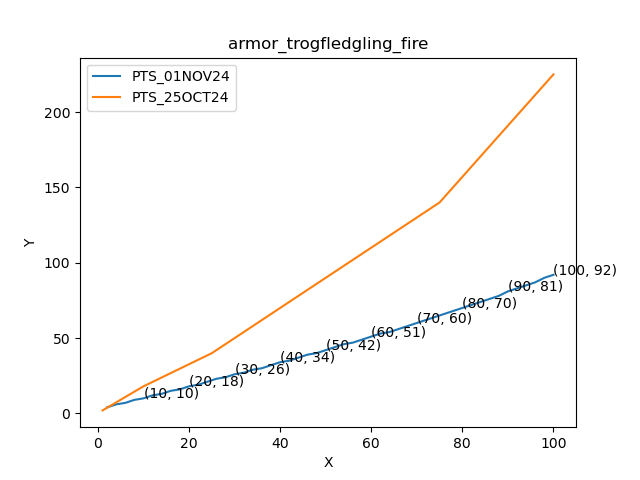 armor_trogfledgling_fire
PTS_01NOV24
PTS_25OCT24
200
150
100
50
0
Y
(100, 92)
(90, 81)
(80, 70)
(70, 60)
(60, 51)
(50, 42)
(40, 34)
(30, 26)
(20, 18)
(10, 10)
0 20 40 60 80 100
X